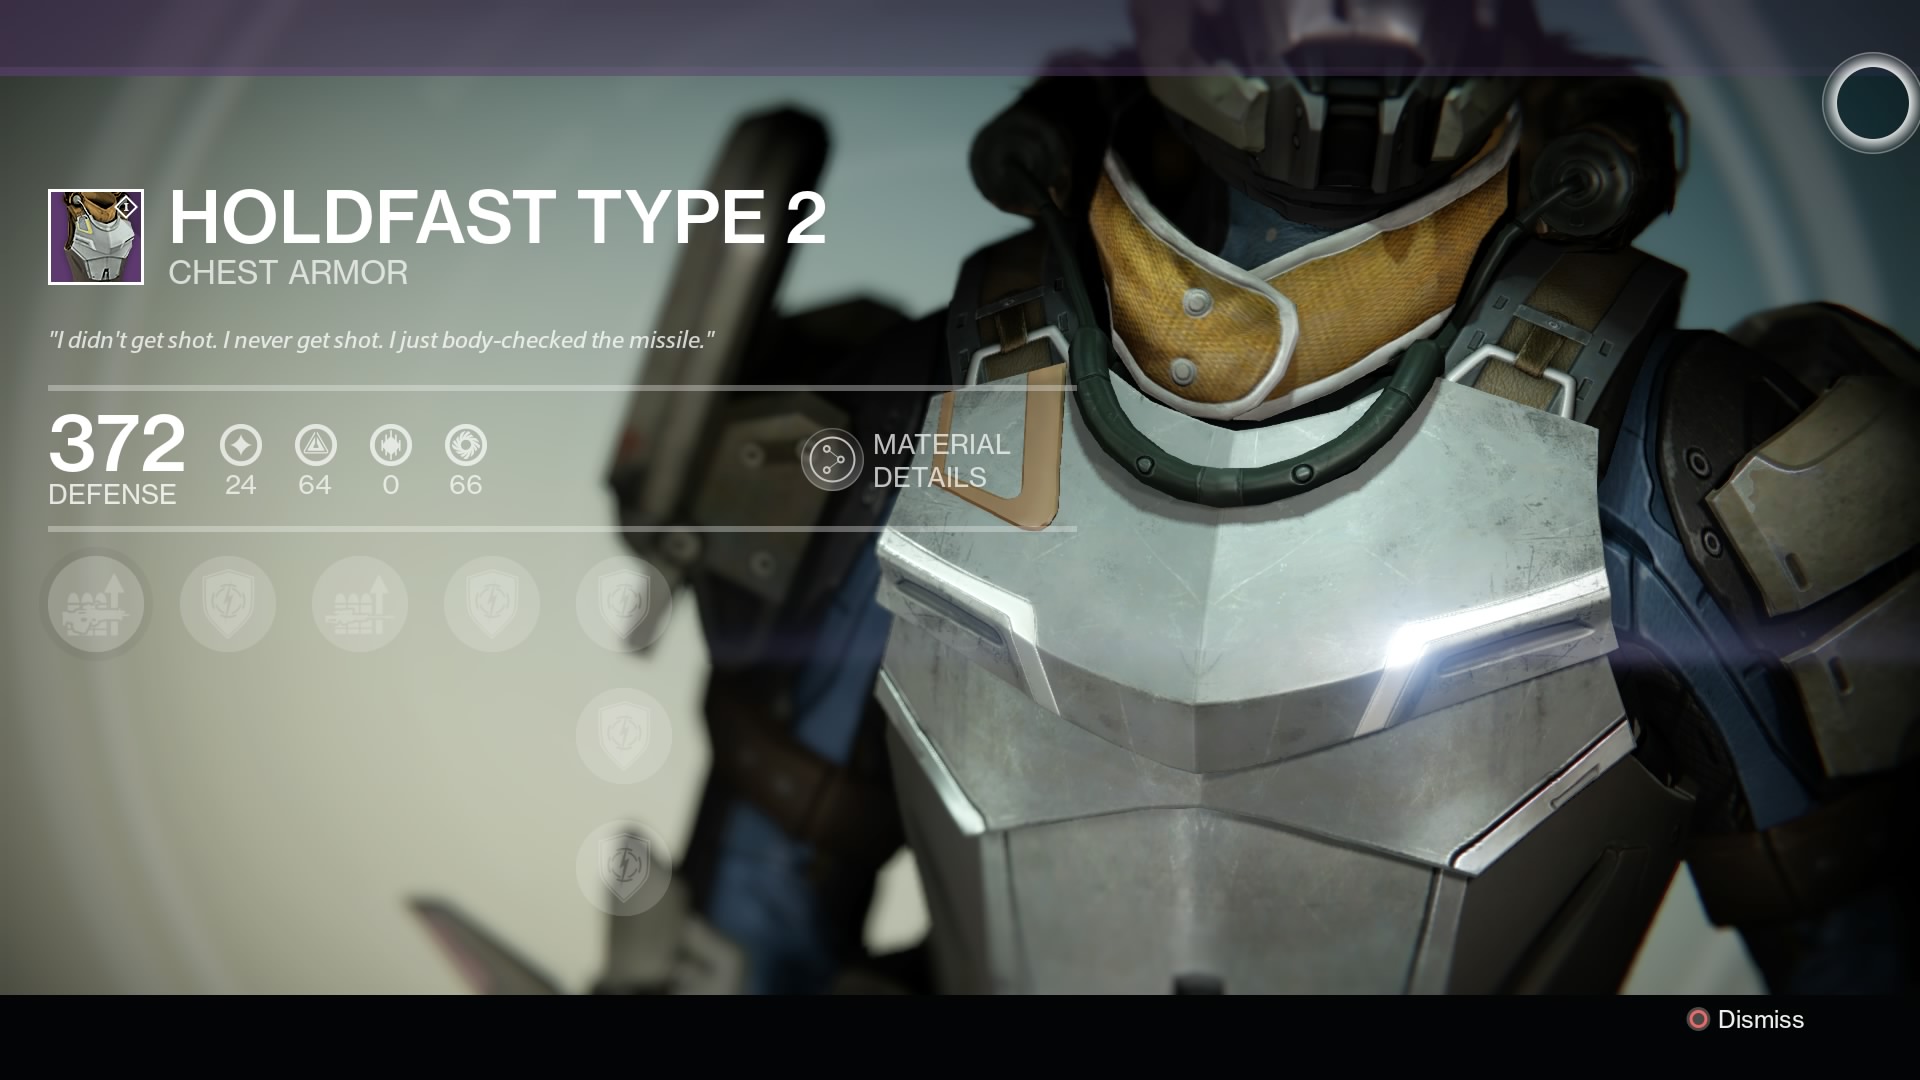 HOLDFAST TYPE 2
CHEST ARMOR
"I didn't get shot. I never get shot. I just body-checked the missile."
372
DEFENSE
24 64 0 66
MATERIAL
DETAILS
Dismiss